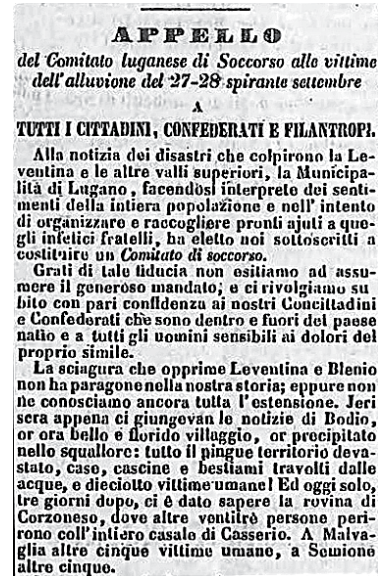 APPELLO
del Comitato luganese di Soccorso alle vittime
dell'alluvione del 27-28 spirante settembre
A
TUTTI I CITTADINI, CONFEDERATI E FILANTROPI.
Alla notizia dei disastri che colpirono la Le-
ventina e le altre valli superiori, la Municipa-
lità di Lugano, facendosi interprete dei senti-
menti della intiera popolazione e nell' intento
di organizzare e raccogliere pronti ajuti a que-
gli infelici fratelli, ha eletto noi sottoscritti a
costituire un Comitato di soccorso.
Grati di tale fiducia non esitiamo ad assu-
mere il generoso mandato, e ci rivolgiamo su
bito con pari confidenza ai nostri Concittadini
e Confederati che sono dentro e fuori del paese
natio e a tutti gli uomini sensibili ai dolori del
proprio simile.
La sciagura che opprime Leventina e Blenio
non ha paragone nella nostra storia; eppure non
ne conosciamo ancora tutta l'estensione. Jeri
sera appena ci giungevan le notizie di Bodio,
or ora bello e florido villaggio, or precipitato
nello squallore: tutto il pingue territorio deva-
stato, case, cascine e bestiami travolti dalle
acque, e dieciotto vittime umane! Ed oggi solo,
tre giorni dopo, ci è dato sapere la rovina di
Corzoneso, dove altre ventitrè persone peri-
rono coll'intiero casale di Casserio. A Malva-
glia altre cinque vittime umane, a Semione
altre cinque.